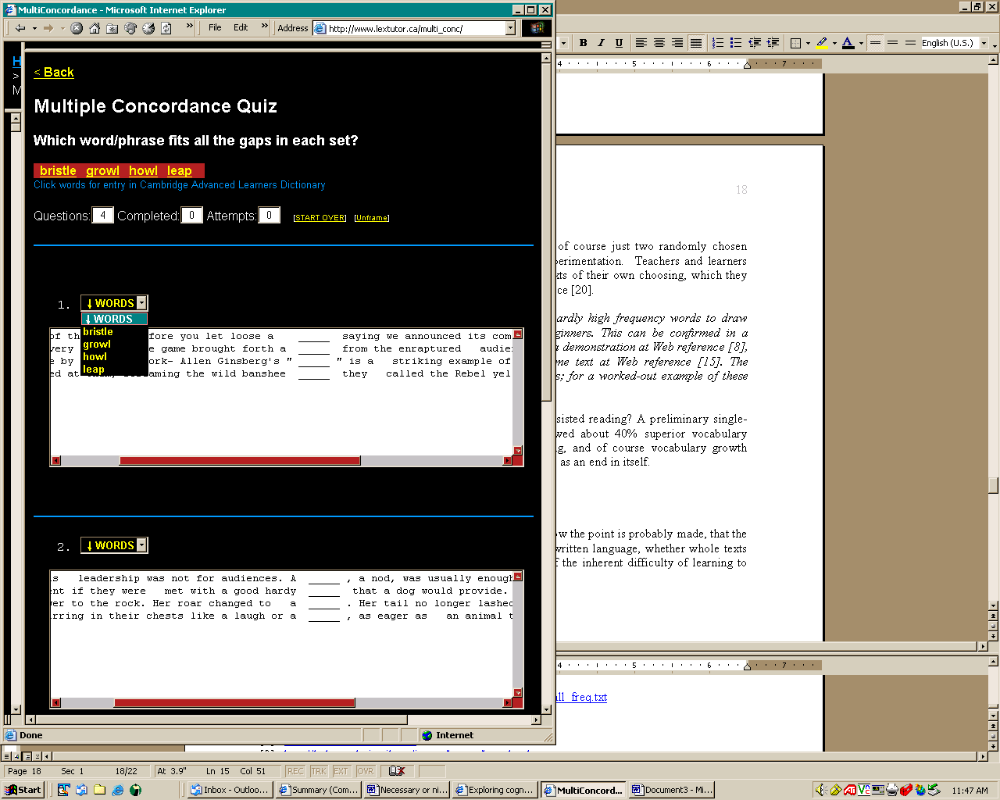 MultiConcordance - Microsoft Internet Explorer
» File Edit » Address http://www.lextutor.ca/multi_conc/
< Back
Multiple Concordance Quiz
Which word/phrase fits all the gaps in each set?
bristle growl howl leap
Click words for entry in Cambridge Advanced Learners Dictionary
Questions: 4 Completed: 0 Attempts: 0 [START OVER] [Unframe]
1. ↓ WORDS
↓ WORDS
bristle
growl
howl
leap
of th fore you let loose a _____ saying we announced its com
very e game brought forth a _____ from the enraptured audie
e by ork- Allen Ginsberg's " _____ " is a striking example of
ed at aming the wild banshee _____ they called the Rebel yel
2. ↓ WORDS
leadership was not for audiences. A _____ , a nod, was usually enough
ent if they were met with a good hardy _____ that a dog would provide.
wer to the rock. Her roar changed to a _____ . Her tail no longer lashed
rring in their chests like a laugh or a _____ , as eager as an animal t
Done Internet
B I U English (U.S.)
4 5 6 7
18
of course just two randomly chosen
perimentation. Teachers and learners
xts of their own choosing, which they
ce [20].
ardly high frequency words to draw
ginners. This can be confirmed in a
demonstration at Web reference [8],
me text at Web reference [15]. The
s; for a worked-out example of these
sisted reading? A preliminary single-
wed about 40% superior vocabulary
g, and of course vocabulary growth
as an end in itself.
ow the point is probably made, that the
written language, whether whole texts
f the inherent difficulty of learning to
4 5 6 7
ll_freq.txt
Page 18 Sec 1 18/22 At 3.9" Ln 15 Col 51 REC TRK EXT OVR
Start Inbox - Outloo... Summary (Com... Necessary or ni... Exploring cogn... MultiConcord... Document3 - Mi... 11:47 AM